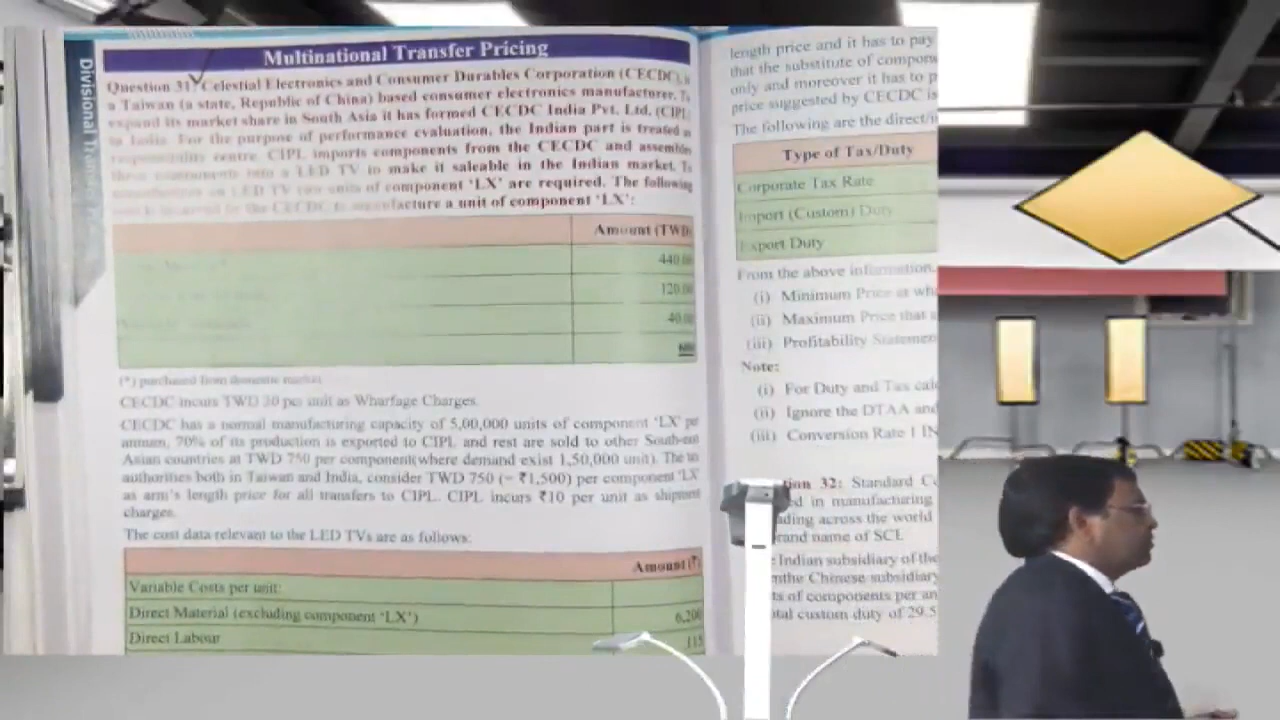 Divisional Transfer Pricing
Multinational Transfer Pricing
Question 31: Celestial Electronics and Consumer Durables Corporation (CECDC), is
a Taiwan (a state, Republic of China) based consumer electronics manufacturer. To
expand its market share in South Asia it has formed CECDC India Pvt. Ltd. (CIPL)
in India. For the purpose of performance evaluation, the Indian part is treated as
responsibility centre. CIPL imports components from the CECDC and assemble
these components into a LED TV to make it saleable in the Indian market. To
LED TV two units of component 'LX' are required. The following
the CECDC to manufacture a unit of component 'LX':
Amount (TWD)
440.00
120.00
40.00
(*) purchased from domestic market
CECDC incurs TWD 30 per unit as Wharfage Charges.
CECDC has a normal manufacturing capacity of 5,00,000 units of component 'LX' per
annum. 70% of its production is exported to CIPL and rest are sold to other South-east
Asian countries at TWD 750 per component(where demand exist 1,50,000 unit). The tax
authorities both in Taiwan and India, consider TWD 750 (= ₹1,500) per component 'LX'
as arm's length price for all transfers to CIPL. CIPL incurs ₹10 per unit as shipment
charges.
The cost data relevant to the LED TVs are as follows:
Amount (₹)
Variable Costs per unit:
Direct Material (excluding component 'LX') 6,200
Direct Labour 115
length price and it has to pay
that the substitute of compon
only and moreover it has to p
price suggested by CECDC is
The following are the direct/i
Type of Tax/Duty
Corporate Tax Rate
Import (Custom) Duty
Export Duty
From the above information,
(i) Minimum Price at wh
(ii) Maximum Price that a
(iii) Profitability Statemen
Note:
(i) For Duty and Tax calc
(ii) Ignore the DTAA and
(iii) Conversion Rate 1 IN
tion 32: Standard C
ed in manufacturing
ading across the world
rand name of SCL
Indian subsidiary of the
the Chinese subsidiary
ts of components per an
tal custom duty of 29.5